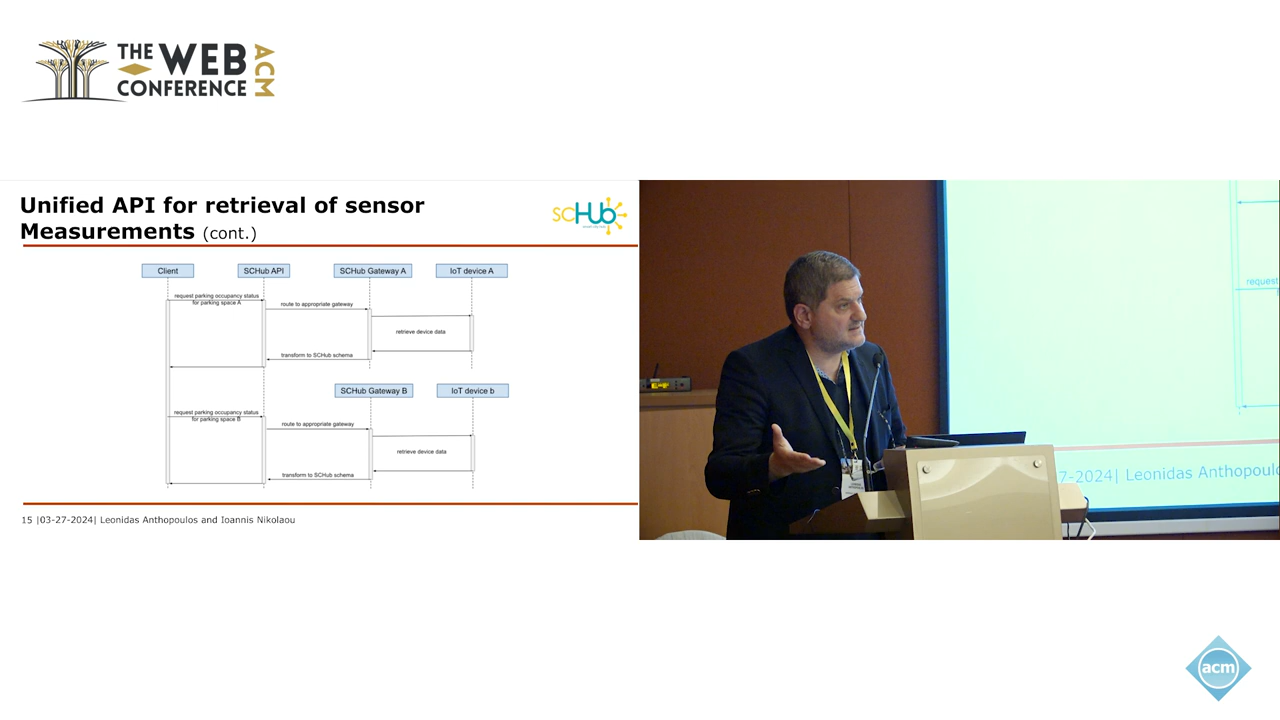 THE WEB
CONFERENCE
ACM
Unified API for retrieval of sensor
Measurements (cont.)
scHub
Client
SCHub API
SCHub Gateway A
IoT device A
request parking occupancy status
for parking space A
route to appropriate gateway
retrieve device data
transform to SCHub schema
SCHub Gateway B
IoT device b
request parking occupancy status
for parking space B
route to appropriate gateway
retrieve device data
transform to SCHub schema
15 |03-27-2024| Leonidas Anthopoulos and Ioannis Nikolaou
request
7-2024| Leonidas Anthopoulo
acm